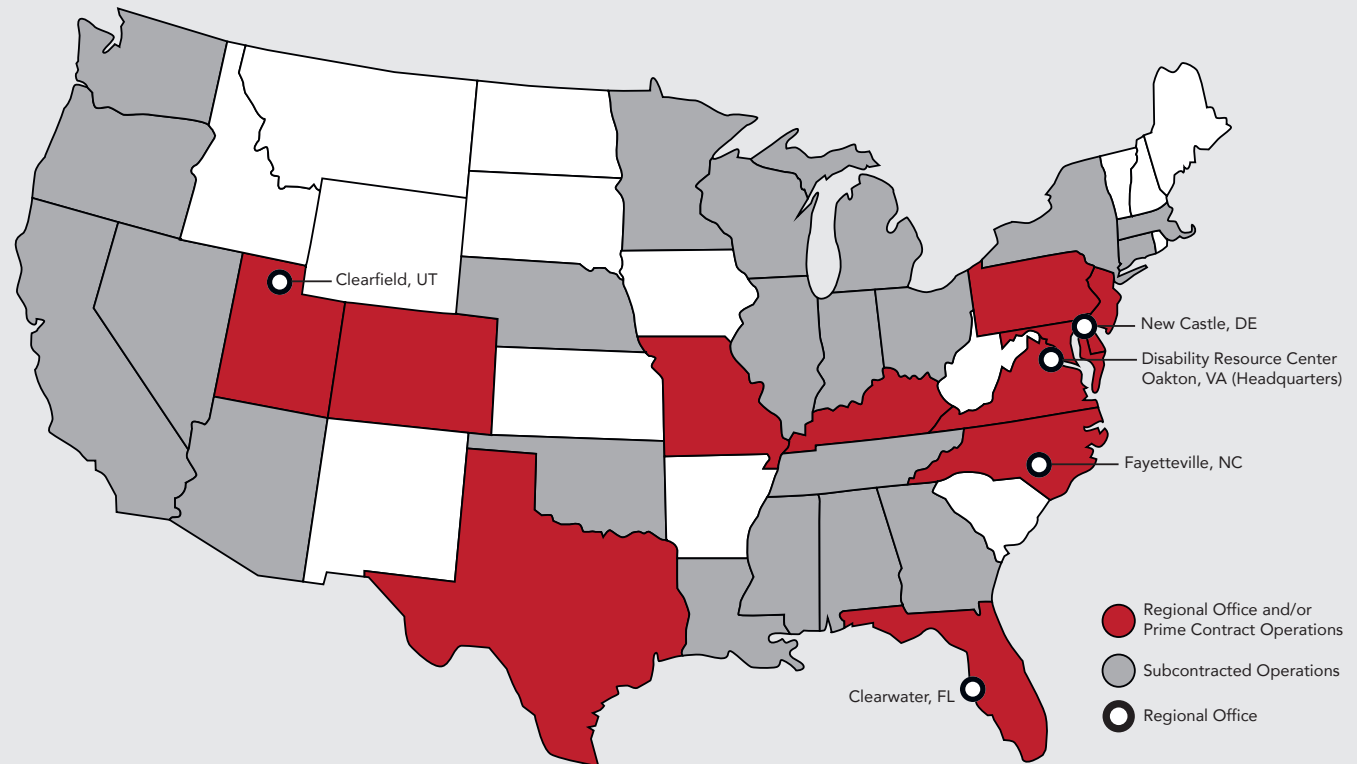 Clearfield, UT
New Castle, DE
Disability Resource Center
Oakton, VA (Headquarters)
Fayetteville, NC
Clearwater, FL
Regional Office and/or
Prime Contract Operations
Subcontracted Operations
Regional Office